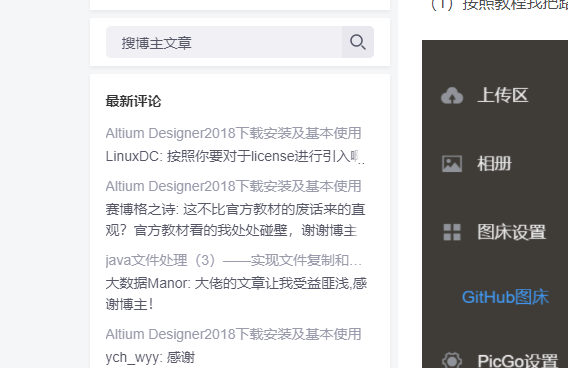 搜博主文章
最新评论
Altium Designer2018下载安装及基本使用
LinuxDC: 按照你要对于license进行引入
..
Altium Designer2018下载安装及基本使用
赛博格之诗: 这不比官方教材的废话来的直
观？官方教材看的我处处碰壁，谢谢博主
java文件处理（3）——实现文件复制和…
大数据Manor: 大佬的文章让我受益匪浅,感
谢博主！
Altium Designer2018下载安装及基本使用
ych_wyy: 感谢
（1）按照教程我把
上传区
相册
图床设置
GitHub图床
PicGo设置